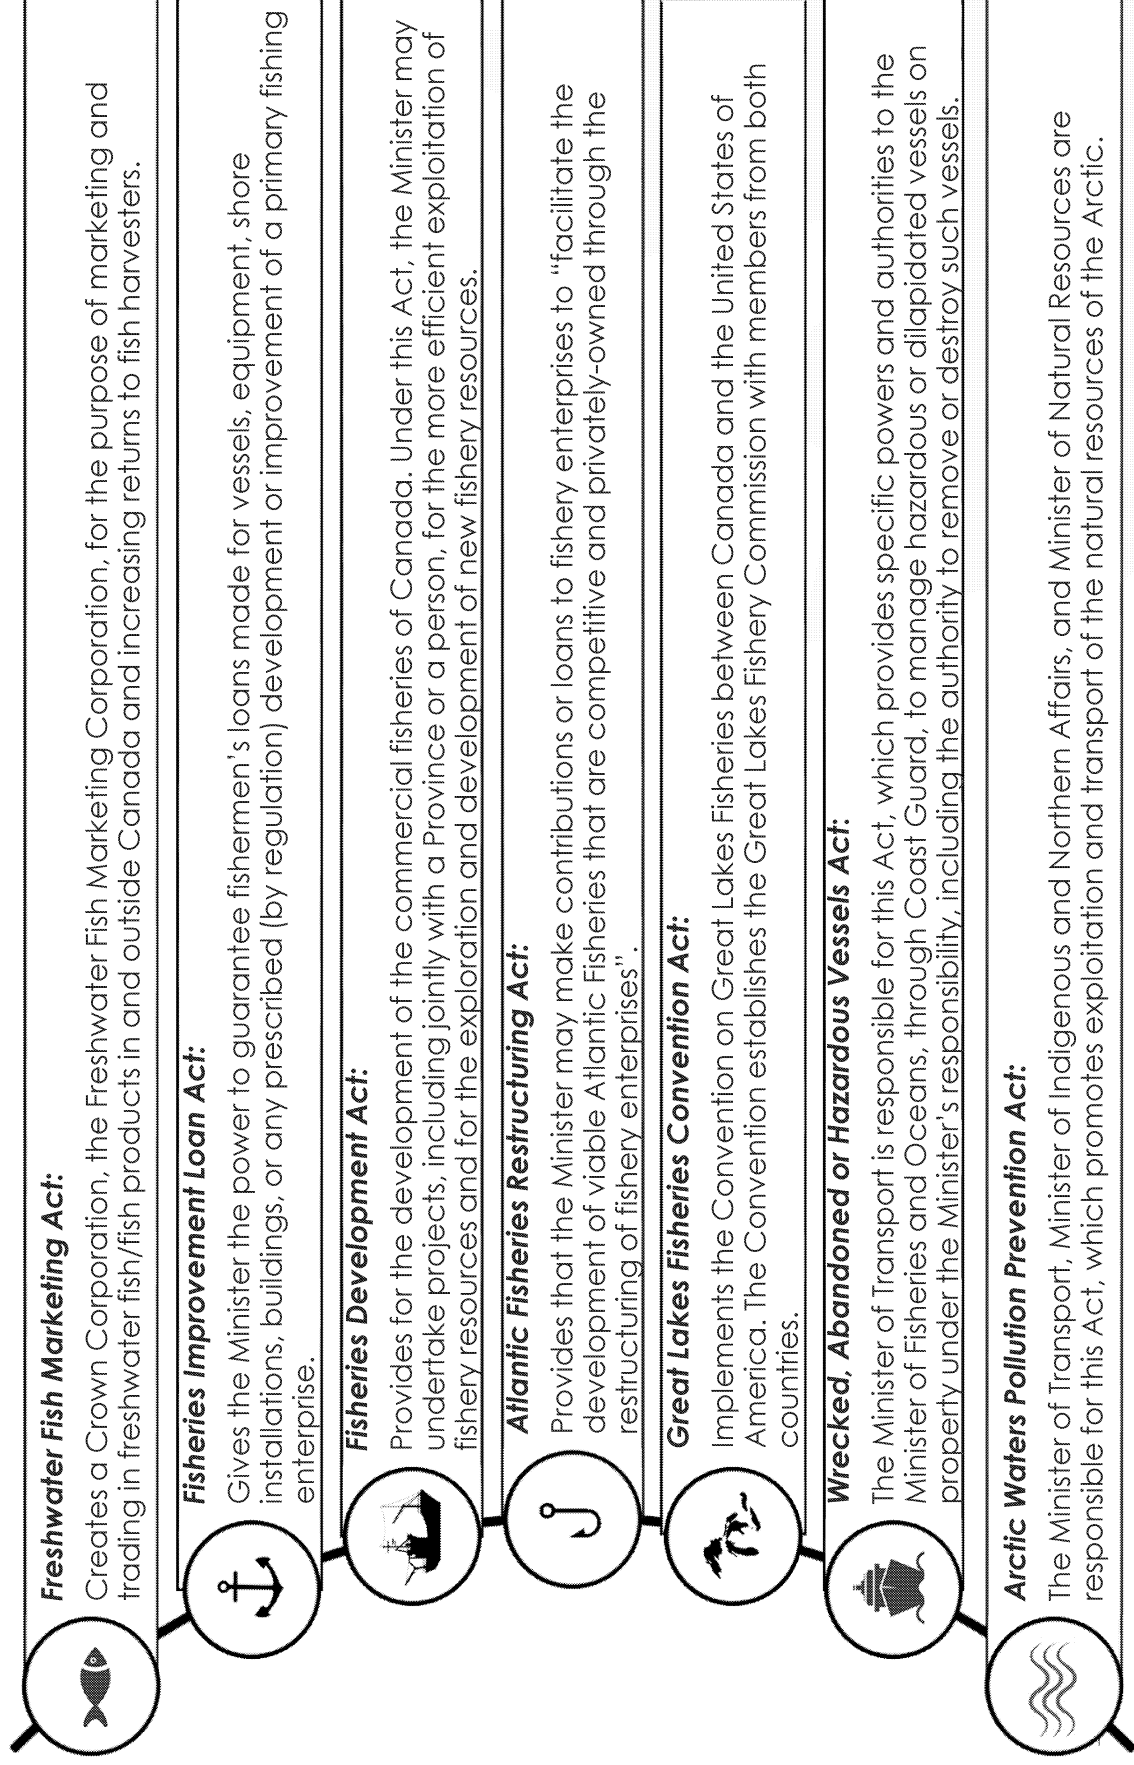 Freshwater Fish Marketing Act:
Creates a Crown Corporation, the Freshwater Fish Marketing Corporation, for the purpose of marketing and
trading in freshwater fish/fish products in and outside Canada and increasing returns to fish harvesters.
Fisheries Improvement Loan Act:
Gives the Minister the power to guarantee fishermen's loans made for vessels, equipment, shore
installations, buildings, or any prescribed (by regulation) development or improvement of a primary fishing
enterprise.
Fisheries Development Act:
Provides for the development of the commercial fisheries of Canada. Under this Act, the Minister may
undertake projects, including jointly with a Province or a person, for the more efficient exploitation of
fishery resources and for the exploration and development of new fishery resources.
Atlantic Fisheries Restructuring Act:
Provides that the Minister may make contributions or loans to fishery enterprises to "facilitate the
development of viable Atlantic Fisheries that are competitive and privately-owned through the
restructuring of fishery enterprises".
Great Lakes Fisheries Convention Act:
Implements the Convention on Great Lakes Fisheries between Canada and the United States of
America. The Convention establishes the Great Lakes Fishery Commission with members from both
countries.
Wrecked, Abandoned or Hazardous Vessels Act:
The Minister of Transport is responsible for this Act, which provides specific powers and authorities to the
Minister of Fisheries and Oceans, through Coast Guard, to manage hazardous or dilapidated vessels on
property under the Minister's responsibility, including the authority to remove or destroy such vessels.
Arctic Waters Pollution Prevention Act:
The Minister of Transport, Minister of Indigenous and Northern Affairs, and Minister of Natural Resources are
responsible for this Act, which promotes exploitation and transport of the natural resources of the Arctic.